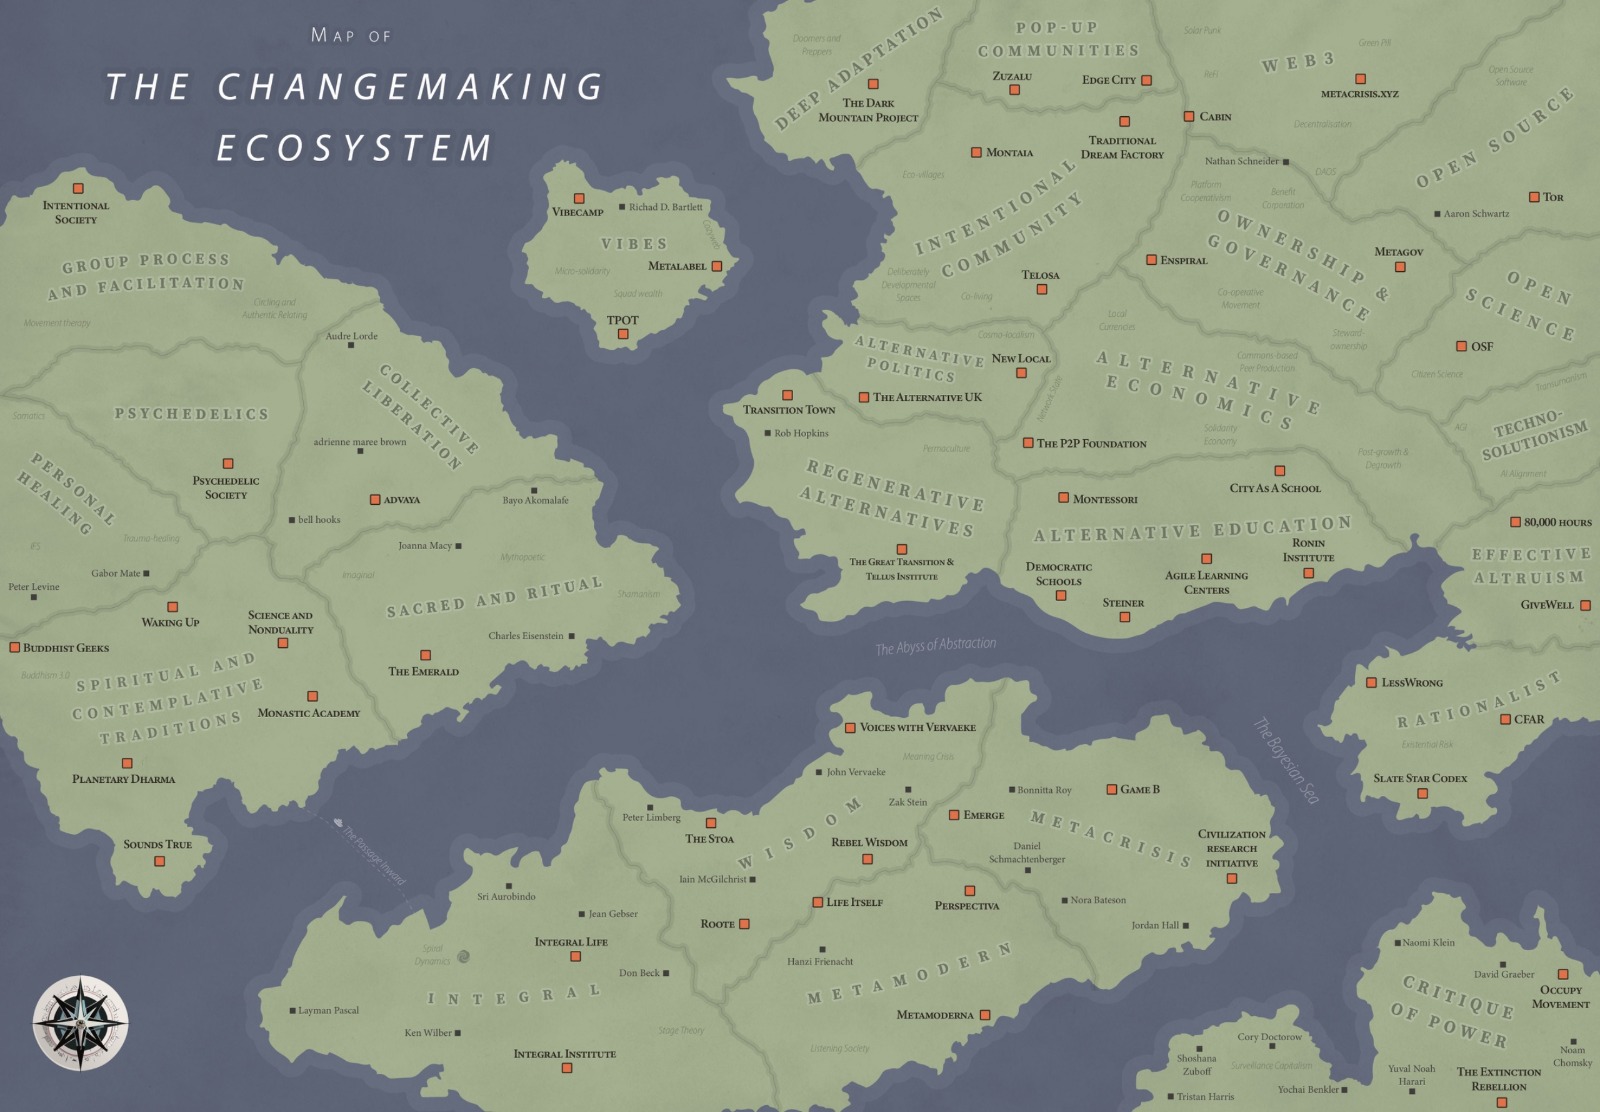 Map of
THE CHANGEMAKING
ECOSYSTEM
Intentional
Society
GROUP PROCESS
AND FACILITATION
Circling and
Authentic Relating
Movement therapy
Audre Lorde
COLLECTIVE
LIBERATION
PSYCHEDELICS
Somatics
adrienne maree brown
PERSONAL
HEALING
Psychedelic
Society
advaya
bell hooks
Bayo Akomalafe
Trauma-healing
IFS
Joanna Macy
Mythopoetic
Gabor Mate
Imaginal
Peter Levine
SACRED AND RITUAL
Shamanism
Waking Up
Science and
Nonduality
Charles Eisenstein
Buddhist Geeks
Buddhism 3.0
The Emerald
SPIRITUAL AND
CONTEMPLATIVE
TRADITIONS
Monastic Academy
Planetary Dharma
Sounds True
The Passage Inward
Vibecamp
Richad D. Bartlett
Cozyweb
VIBES
Micro-solidarity
Metalabel
Squad wealth
TPOT
Doomers and
Preppers
DEEP ADAPTATION
The Dark
Mountain Project
POP-UP
COMMUNITIES
Zuzalu
Edge City
Solar Punk
Green Pill
WEB3
ReFi
metacrisis.xyz
Open Source
Software
Cabin
Decentralisation
OPEN SOURCE
Montaia
Traditional
Dream Factory
Nathan Schneider
DAOS
Eco-villages
INTENTIONAL
COMMUNITY
Platform
Cooperativism
Benefit
Corporation
Tor
Aaron Schwartz
OWNERSHIP &
GOVERNANCE
Metagov
Enspiral
Deliberately
Developmental
Spaces
Telosa
Co-living
Co-operative
Movement
OPEN
SCIENCE
Local
Currencies
Steward-
ownership
Cosmo-localism
OSF
ALTERNATIVE
POLITICS
New Local
ALTERNATIVE
ECONOMICS
Commons-based
Peer Production
Citizen Science
Transhumanism
Transition Town
The Alternative UK
Network State
Rob Hopkins
Solidarity
Economy
AGI
TECHNO-
SOLUTIONISM
Permaculture
The P2P Foundation
Post-growth &
Degrowth
REGENERATIVE
ALTERNATIVES
City As A School
AI Alignment
Montessori
ALTERNATIVE EDUCATION
80,000 hours
The Great Transition &
Tellus Institute
Democratic
Schools
Agile Learning
Centers
Ronin
Institute
EFFECTIVE
ALTRUISM
Steiner
GiveWell
The Abyss of Abstraction
LessWrong
RATIONALIST
CFAR
Existential Risk
Slate Star Codex
The Bayesian Sea
Voices with Vervaeke
Meaning Crisis
John Vervaeke
Zak Stein
Bonnitta Roy
Game B
Peter Limberg
The Stoa
WISDOM
Emerge
METACRISIS
Rebel Wisdom
Civilization
research
initiative
Daniel
Schmachtenberger
Iain McGilchrist
Life Itself
Perspectiva
Nora Bateson
Jordan Hall
Roote
Sri Aurobindo
Jean Gebser
Integral Life
Spiral
Dynamics
Don Beck
Hanzi Frienacht
METAMODERN
INTEGRAL
Layman Pascal
Ken Wilber
Stage Theory
Metamoderna
Listening Society
Integral Institute
Naomi Klein
David Graeber
Occupy
Movement
CRITIQUE
OF POWER
Noam
Chomsky
Cory Doctorow
Shoshana
Zuboff
Surveillance Capitalism
Yochai Benkler
Tristan Harris
Yuval Noah
Harari
The Extinction
Rebellion